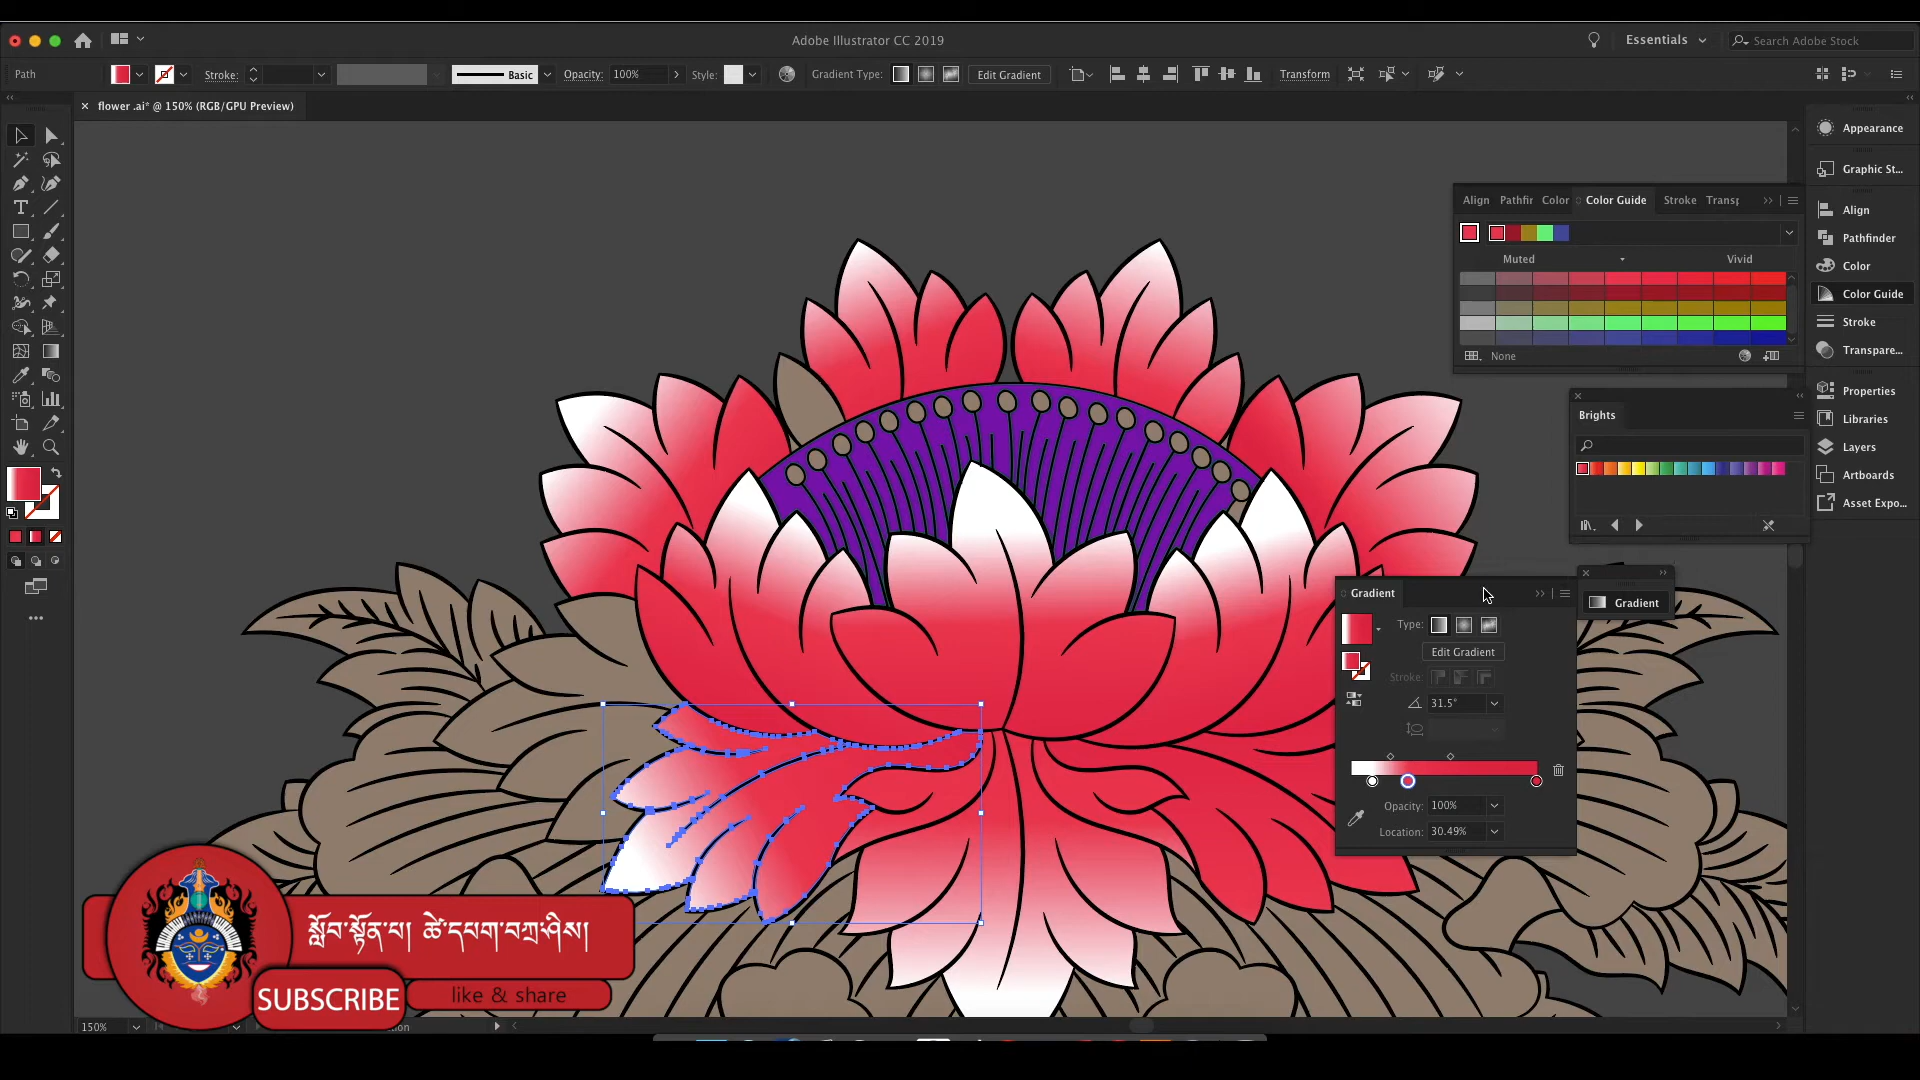 Adobe Illustrator CC 2019
Essentials
Search Adobe Stock
Path
Stroke:
Basic
Opacity: 100%
Style:
Gradient Type:
Edit Gradient
Transform
flower .ai* @ 150% (RGB/GPU Preview)
Appearance
Graphic St...
Align
Pathfinder
Color
Color Guide
Stroke
Transpare...
Properties
Libraries
Layers
Artboards
Asset Expo...
Align Pathfir Color Color Guide Stroke Transp
Muted Vivid
None
Brights
Gradient
Gradient
Type:
Edit Gradient
Stroke:
31.5°
Opacity: 100%
Location: 30.49%
སློབ་སྟོན་པ། ཚེ་དཔག་བཀྲ་ཤིས།
SUBSCRIBE
like & share
150%